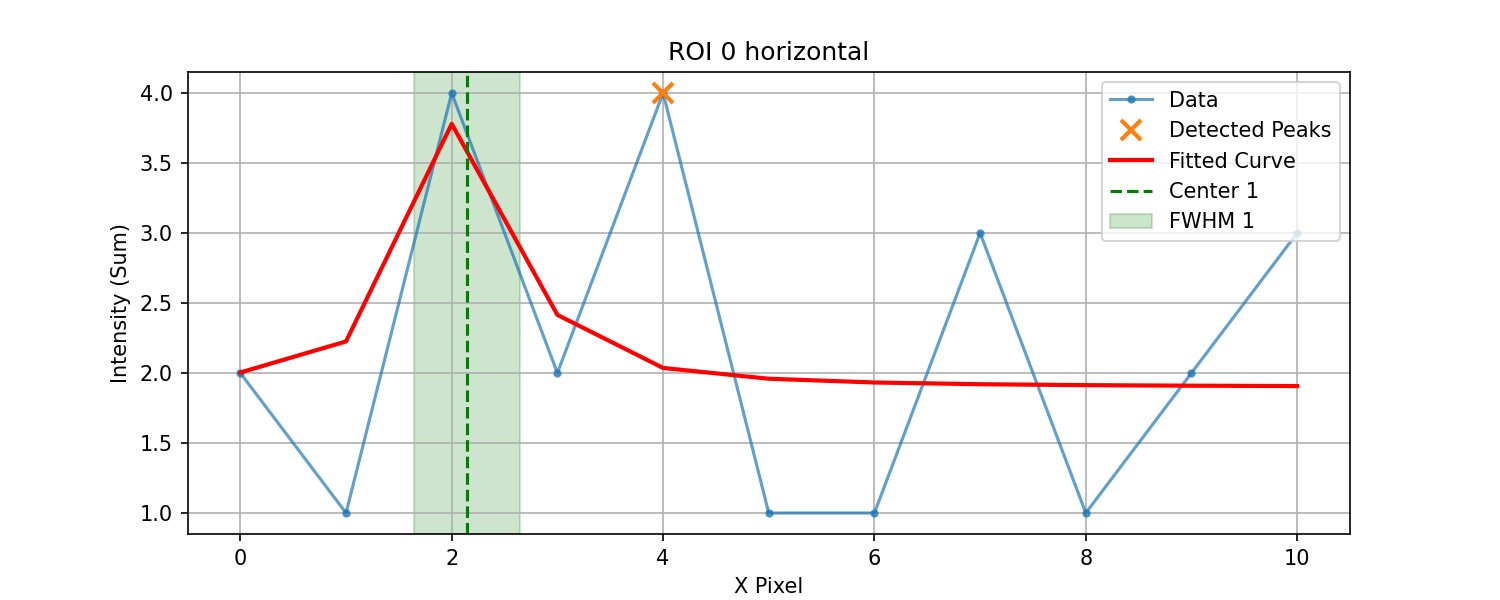 ROI 0 horizontal
Intensity (Sum)
4.0
3.5
3.0
2.5
2.0
1.5
1.0
Data
Detected Peaks
Fitted Curve
Center 1
FWHM 1
0 2 4 6 8 10
X Pixel